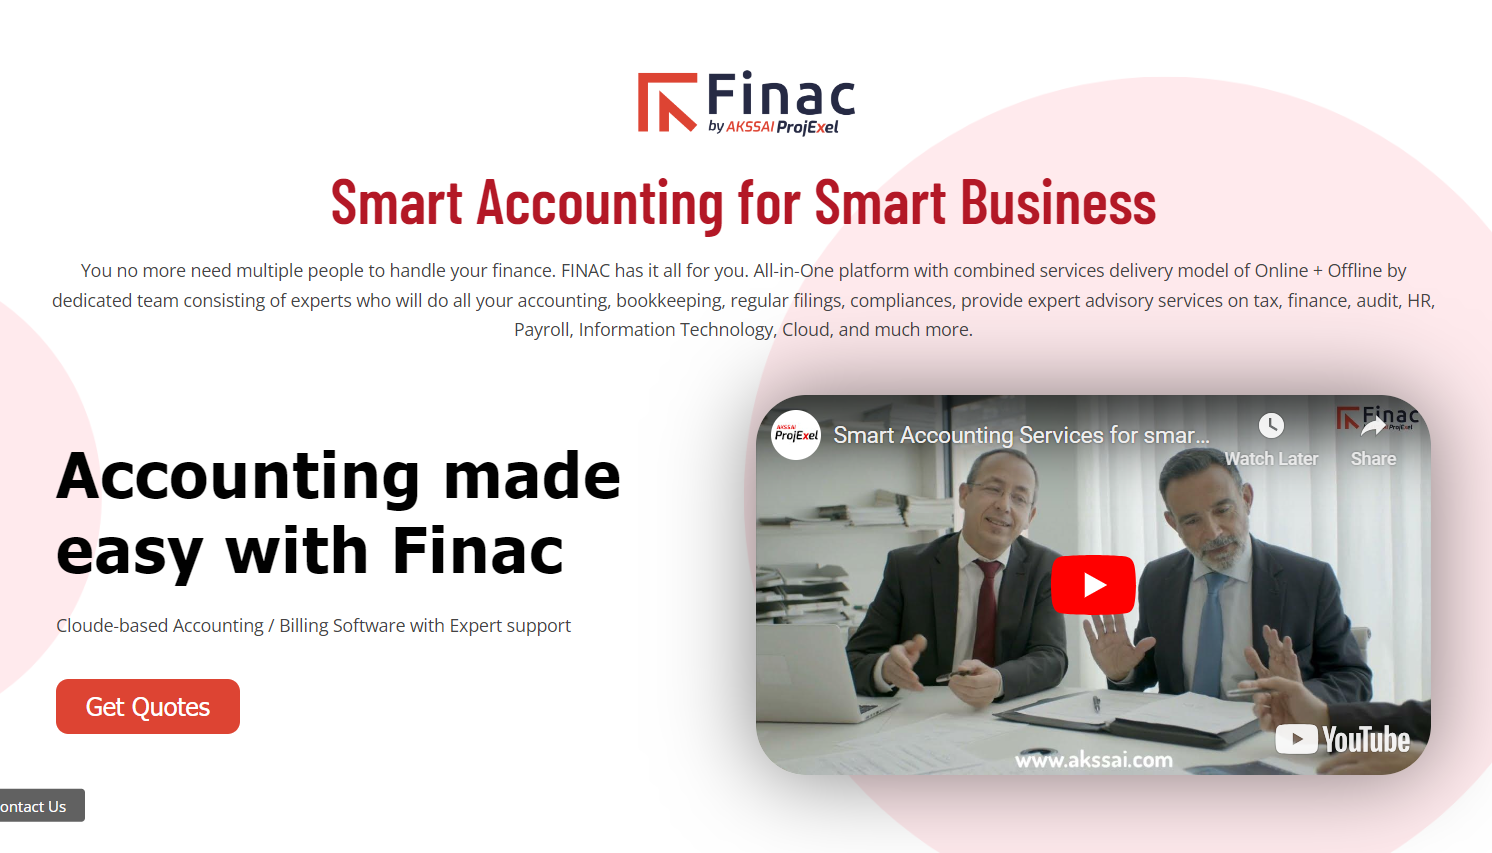 Finac
by AKSSAI ProjExel
Smart Accounting for Smart Business
You no more need multiple people to handle your finance. FINAC has it all for you. All-in-One platform with combined services delivery model of Online + Offline by
dedicated team consisting of experts who will do all your accounting, bookkeeping, regular filings, compliances, provide expert advisory services on tax, finance, audit, HR,
Payroll, Information Technology, Cloud, and much more.
Accounting made
easy with Finac
Cloude-based Accounting / Billing Software with Expert support
Get Quotes
AKSSAI
ProjExel
Smart Accounting Services for smar...
Watch Later
Share
Finac
www.akssai.com
YouTube
ontact Us